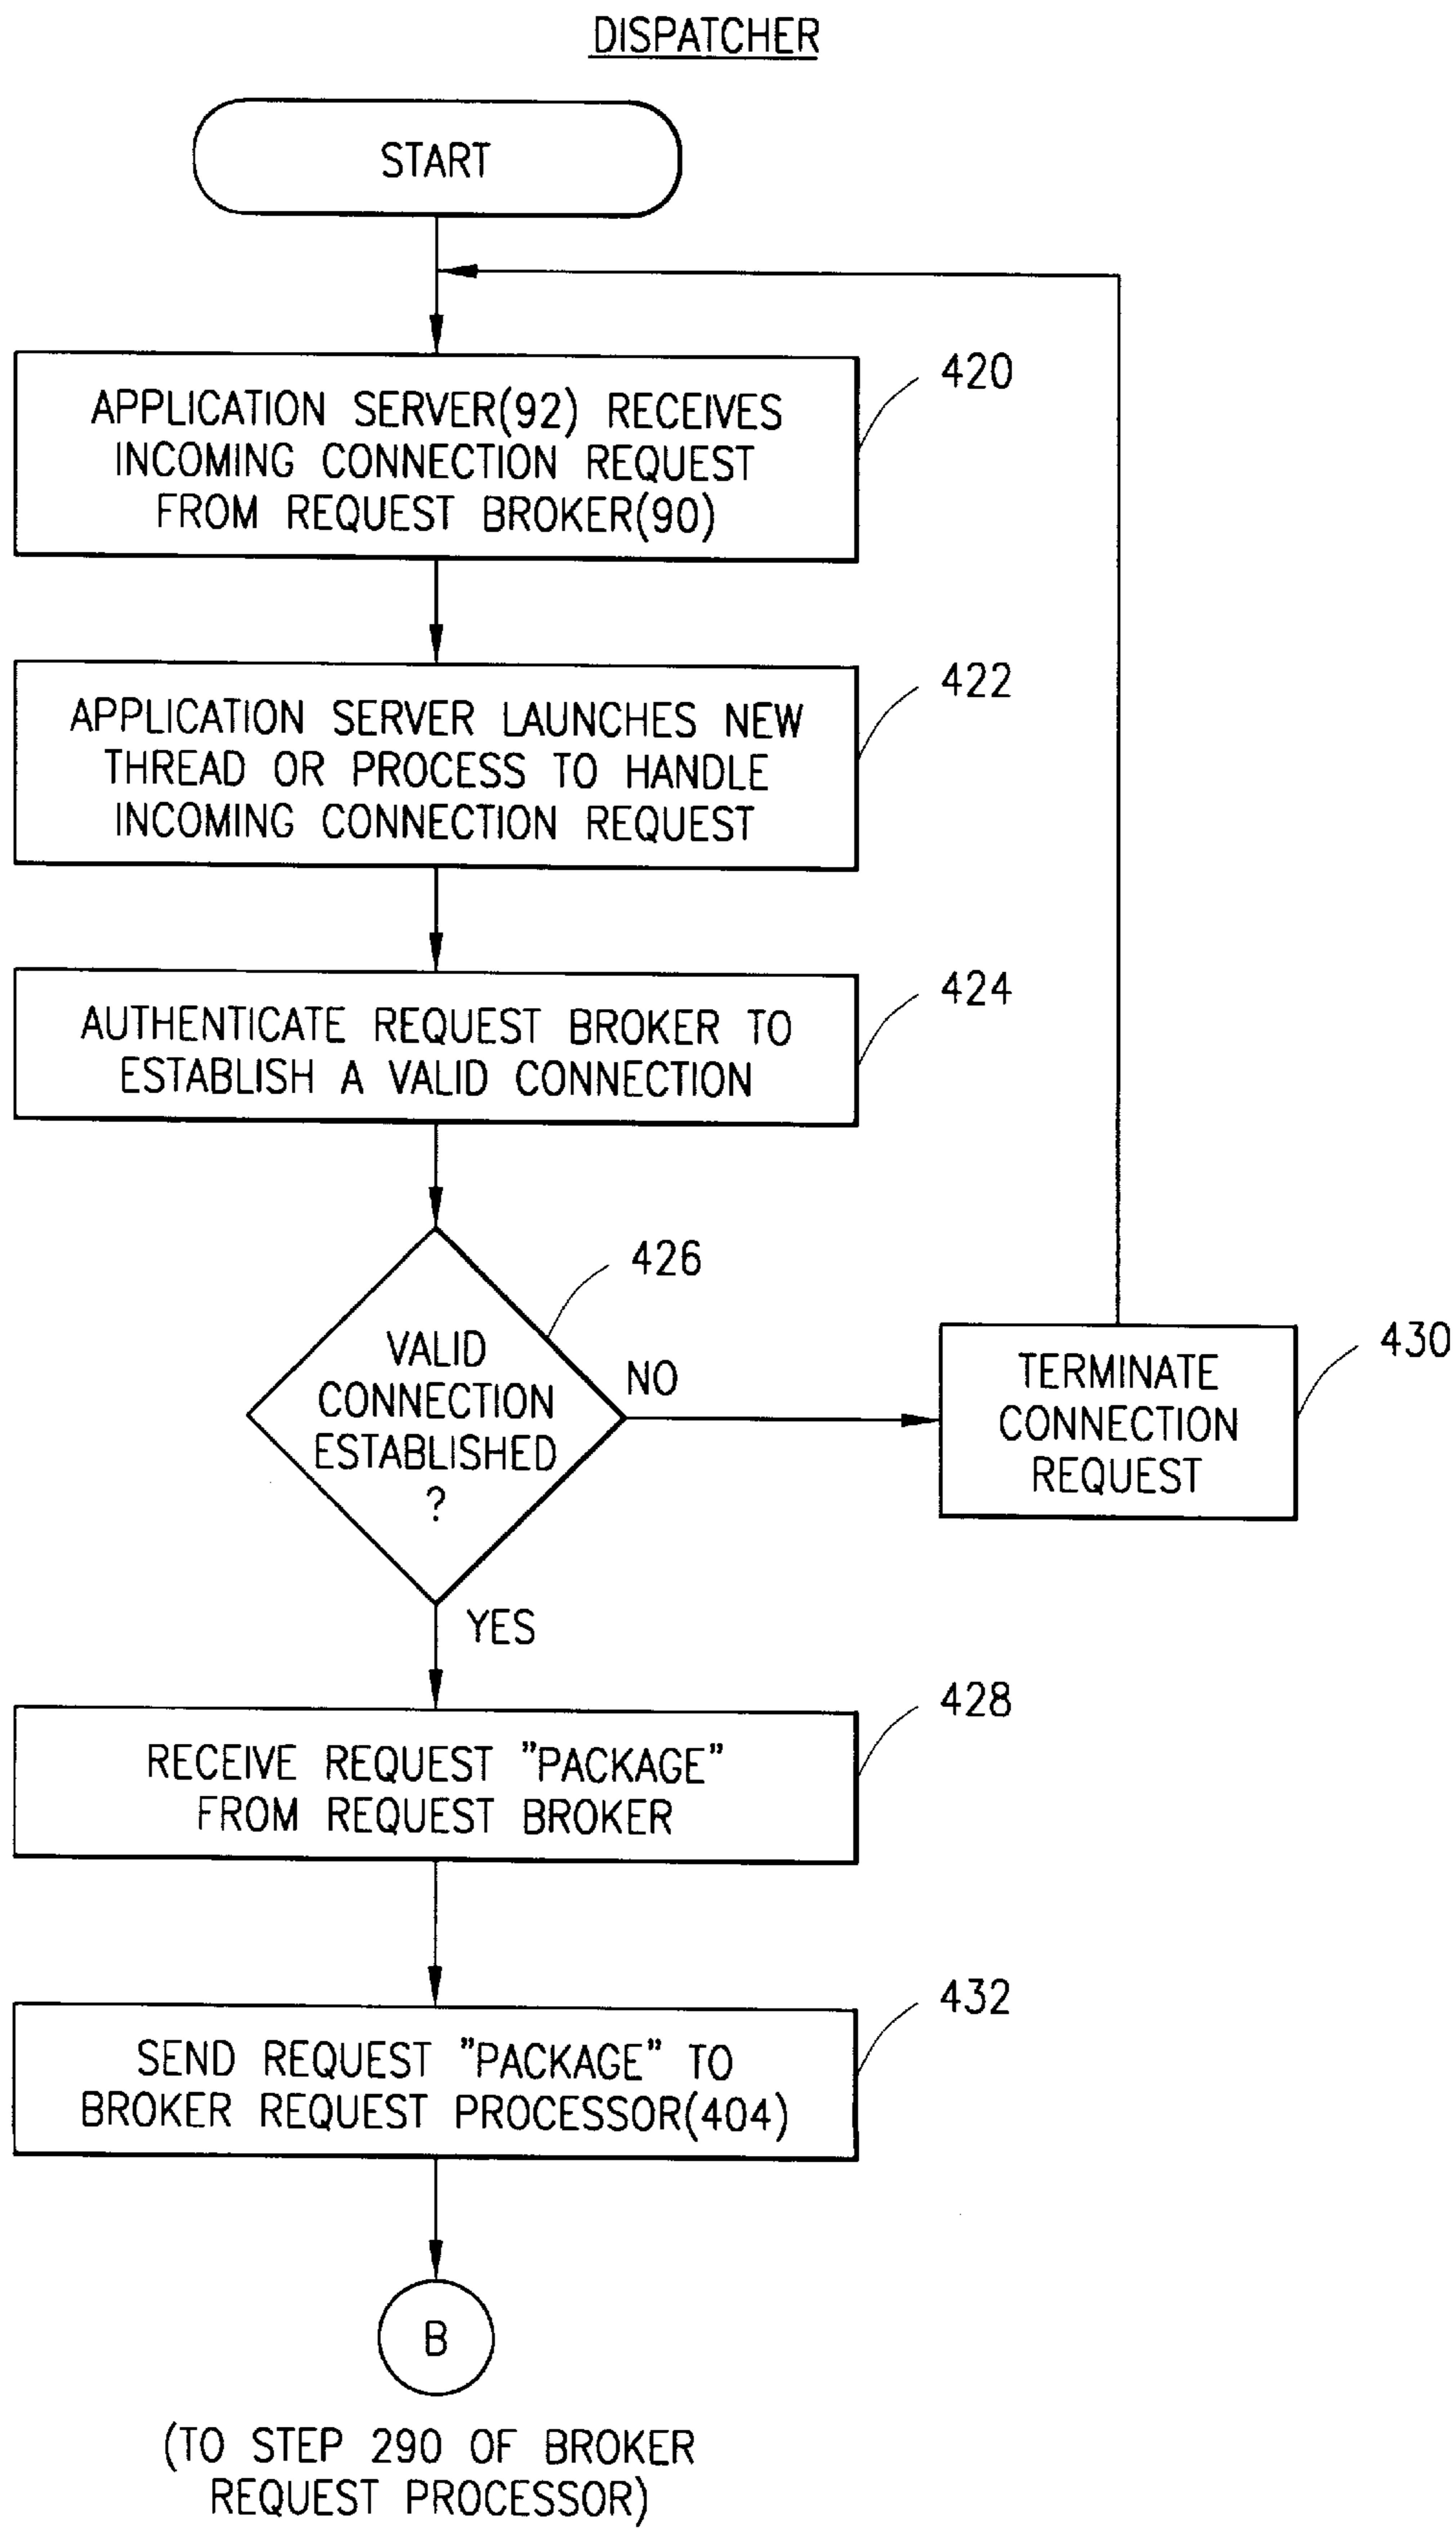 DISPATCHER
START
APPLICATION SERVER(92) RECEIVES
INCOMING CONNECTION REQUEST
FROM REQUEST BROKER(90)
420
APPLICATION SERVER LAUNCHES NEW
THREAD OR PROCESS TO HANDLE
INCOMING CONNECTION REQUEST
422
AUTHENTICATE REQUEST BROKER TO
ESTABLISH A VALID CONNECTION
424
VALID
CONNECTION
ESTABLISHED
?
426
NO
TERMINATE
CONNECTION
REQUEST
430
YES
RECEIVE REQUEST "PACKAGE"
FROM REQUEST BROKER
428
SEND REQUEST "PACKAGE" TO
BROKER REQUEST PROCESSOR(404)
432
B
(TO STEP 290 OF BROKER
REQUEST PROCESSOR)